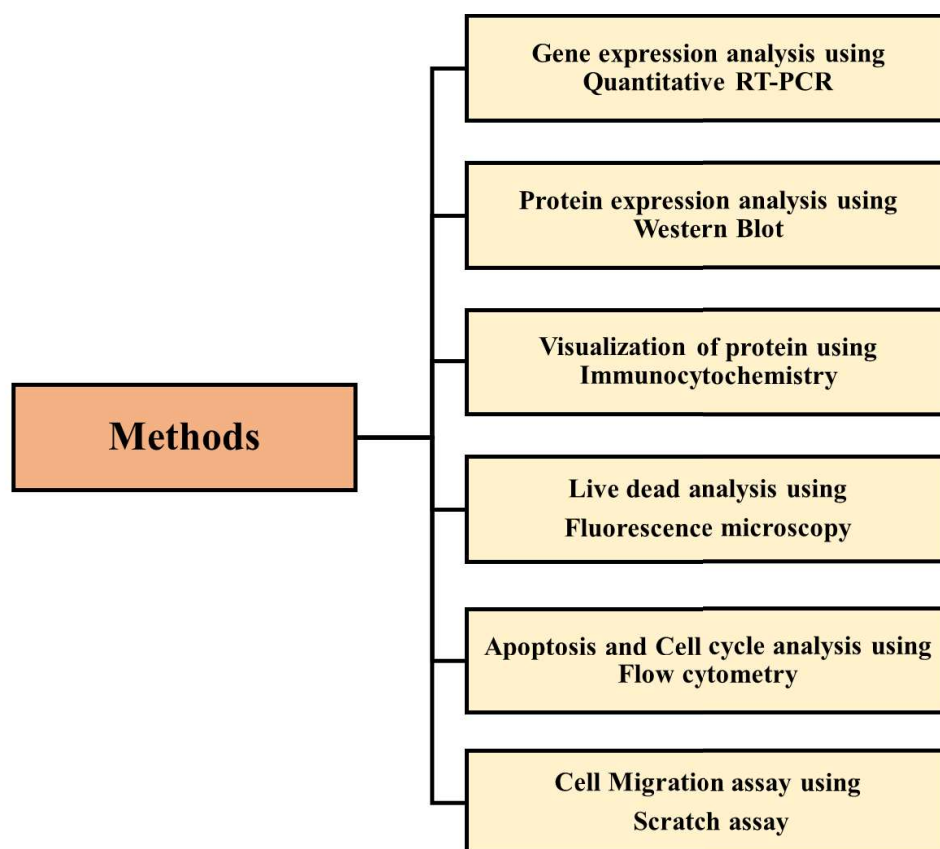 Gene expression analysis using
Quantitative RT-PCR
Protein expression analysis using
Western Blot
Visualization of protein using
Immunocytochemistry
Methods
Live dead analysis using
Fluorescence microscopy
Apoptosis and Cell cycle analysis using
Flow cytometry
Cell Migration assay using
Scratch assay